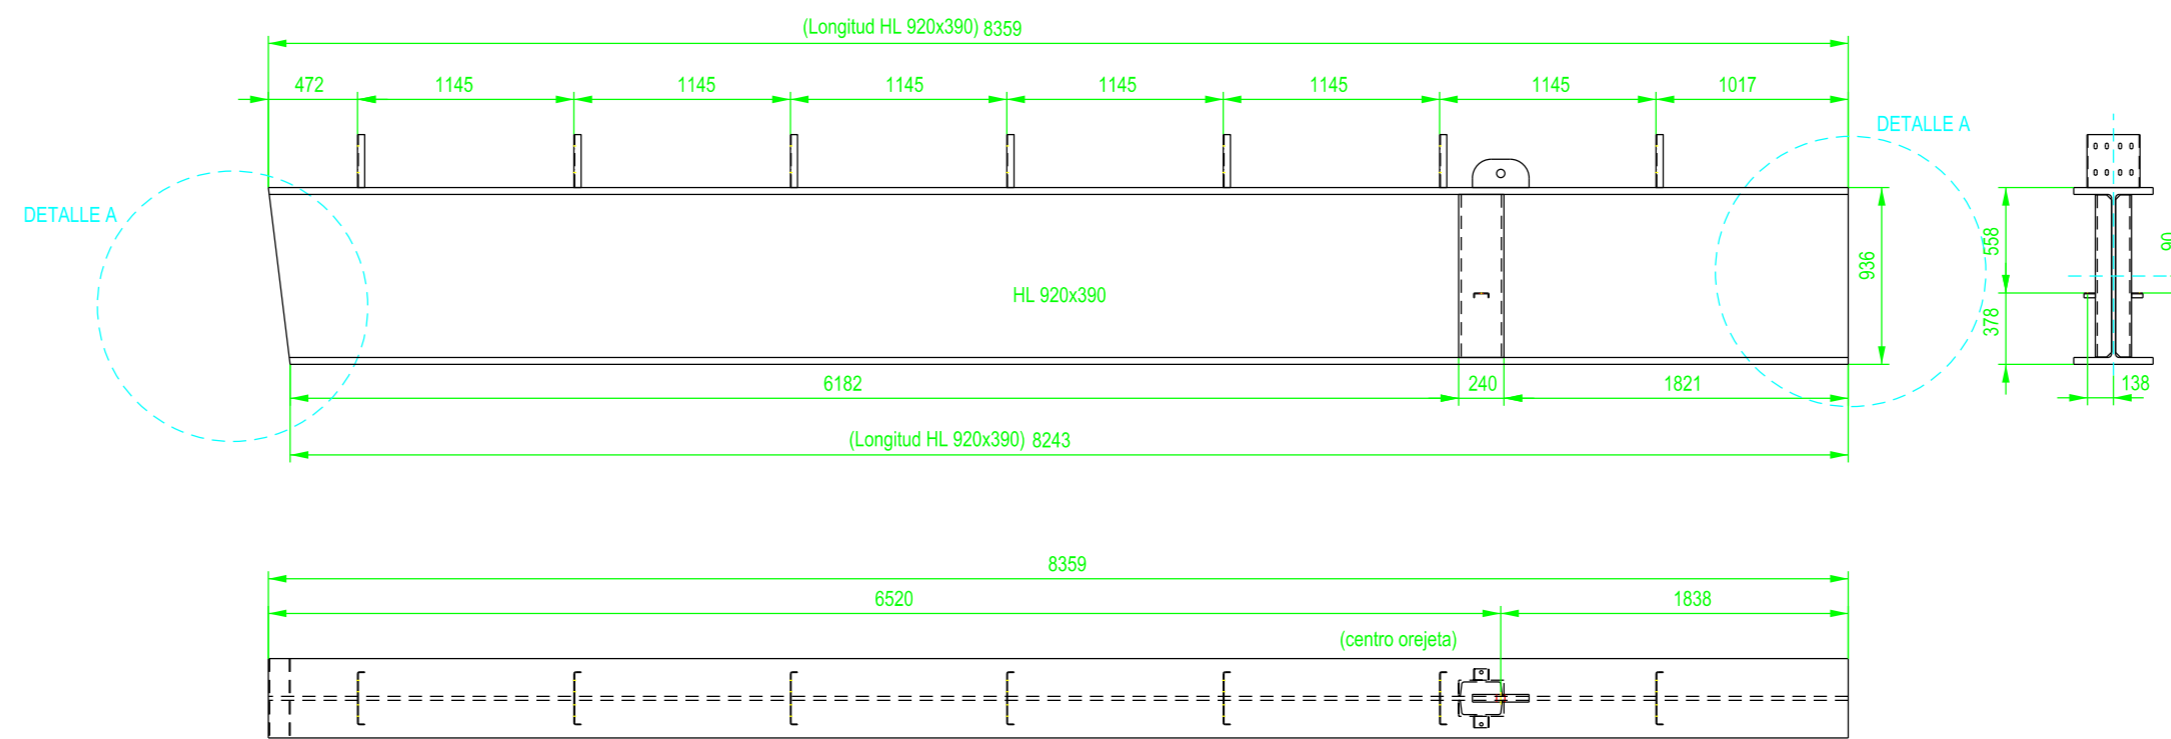 (Longitud HL 920x390) 8359
472 1145 1145 1145 1145 1145 1145 1017
DETALLE A
DETALLE A
558 90
936
HL 920x390
378
6182 240 1821 138
(Longitud HL 920x390) 8243
8359
6520 1838
(centro orejeta)